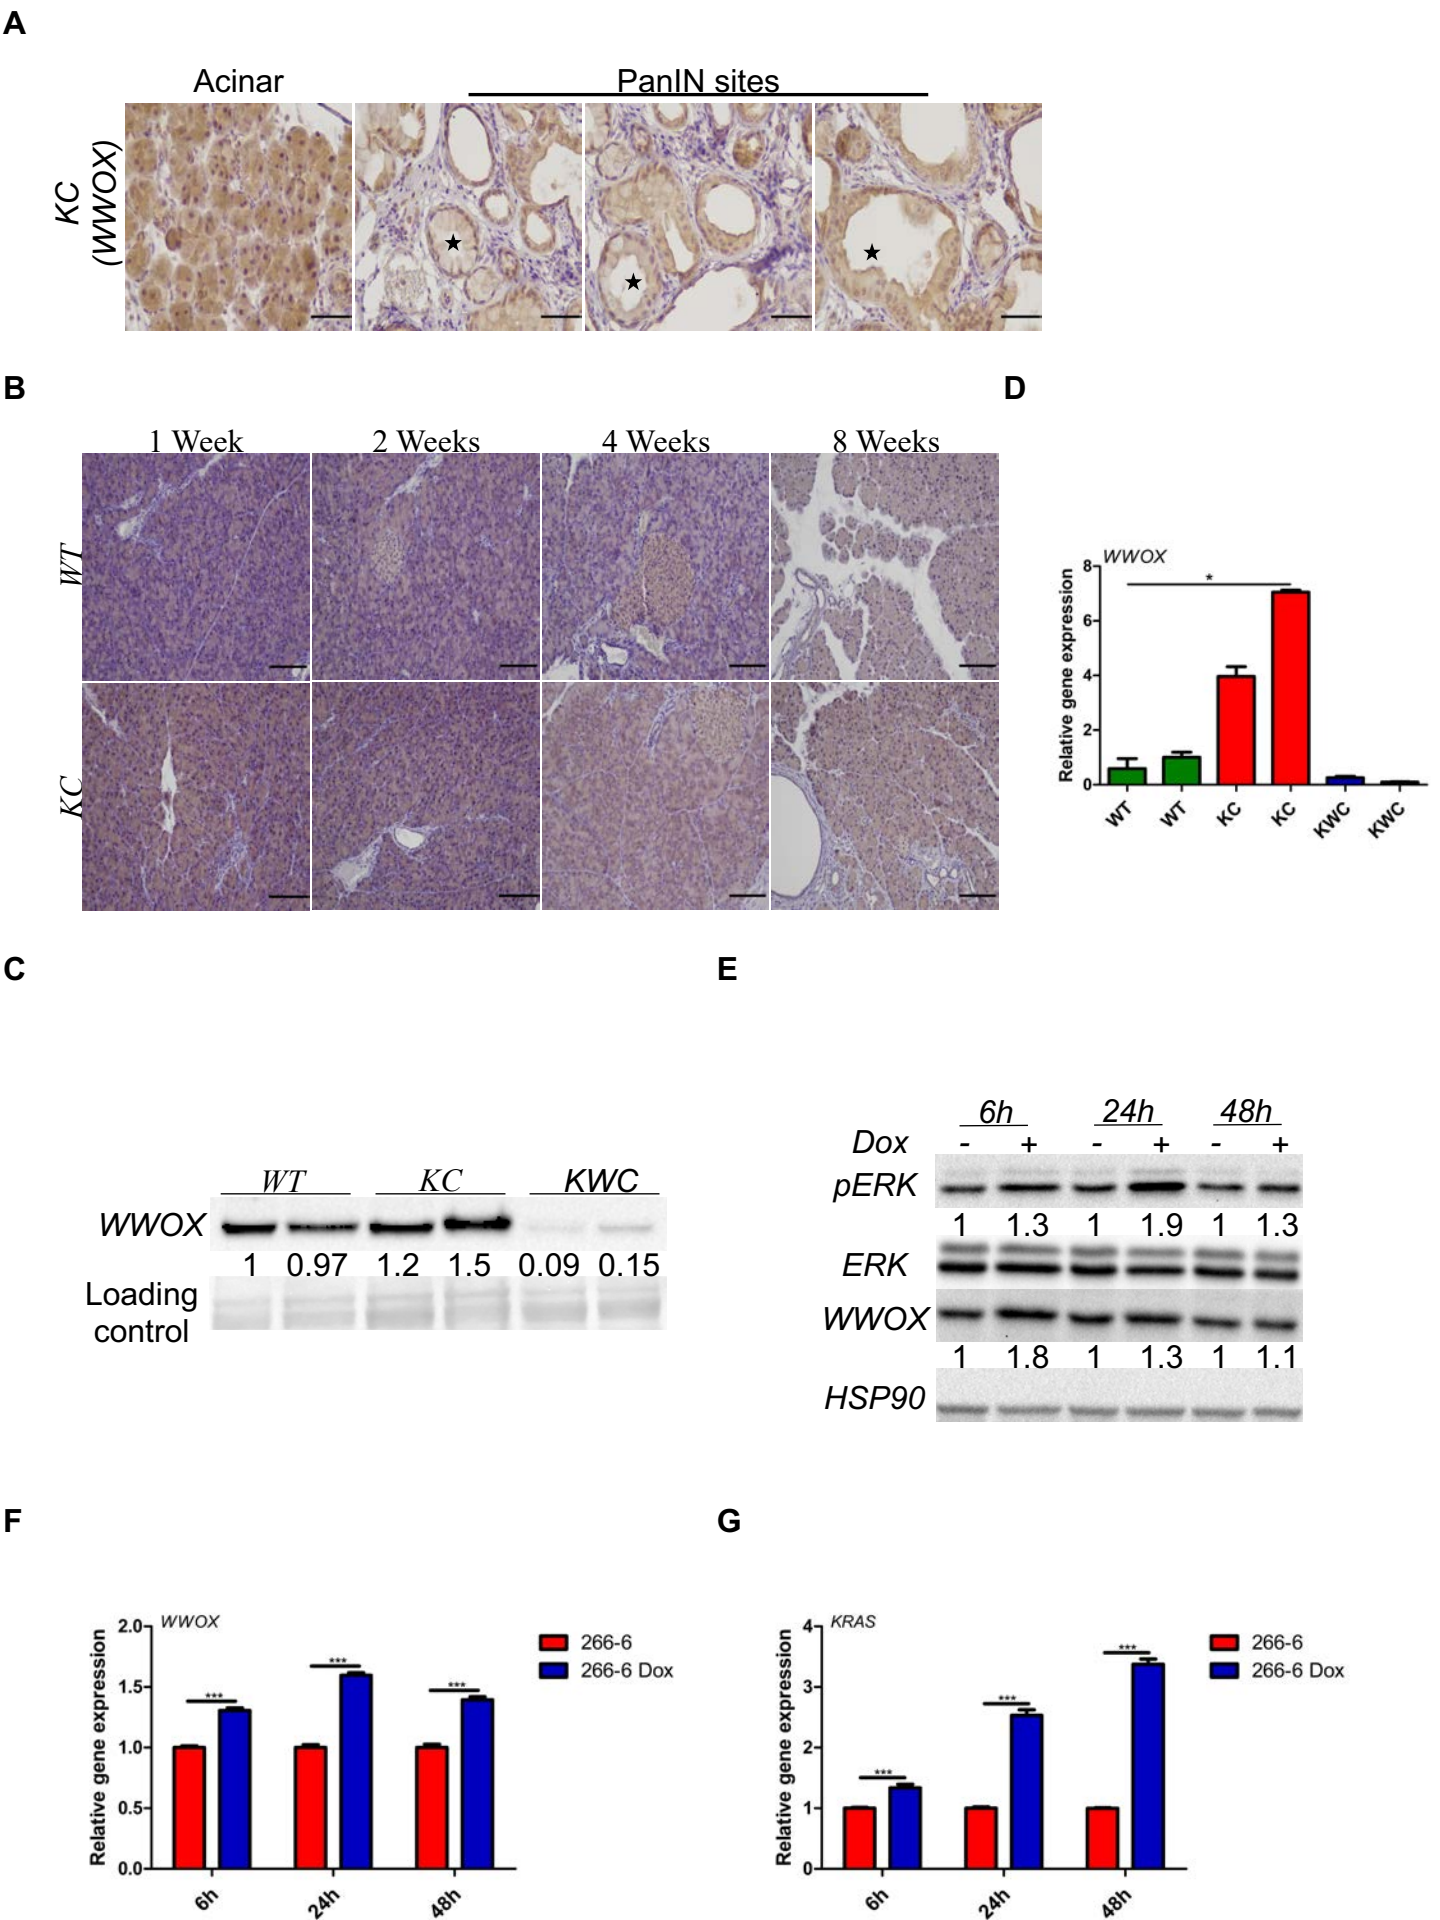 A
Acinar
PanIN sites
KC
(WWOX)
★
★
★
B
1 Week
2 Weeks
4 Weeks
8 Weeks
WT
KC
D
WWOX
Relative gene expression
8
6
4
2
0
*
WT
WT
KC
KC
KWC
KWC
C
WT
KC
KWC
WWOX
1 0.97 1.2 1.5 0.09 0.15
Loading
control
E
6h 24h 48h
Dox - + - + - +
pERK
1 1.3 1 1.9 1 1.3
ERK
WWOX
1 1.8 1 1.3 1 1.1
HSP90
F
WWOX
Relative gene expression
2.0
1.5
1.0
0.5
0.0
***
***
***
6h
24h
48h
266-6
266-6 Dox
G
KRAS
Relative gene expression
4
3
2
1
0
***
***
***
6h
24h
48h
266-6
266-6 Dox